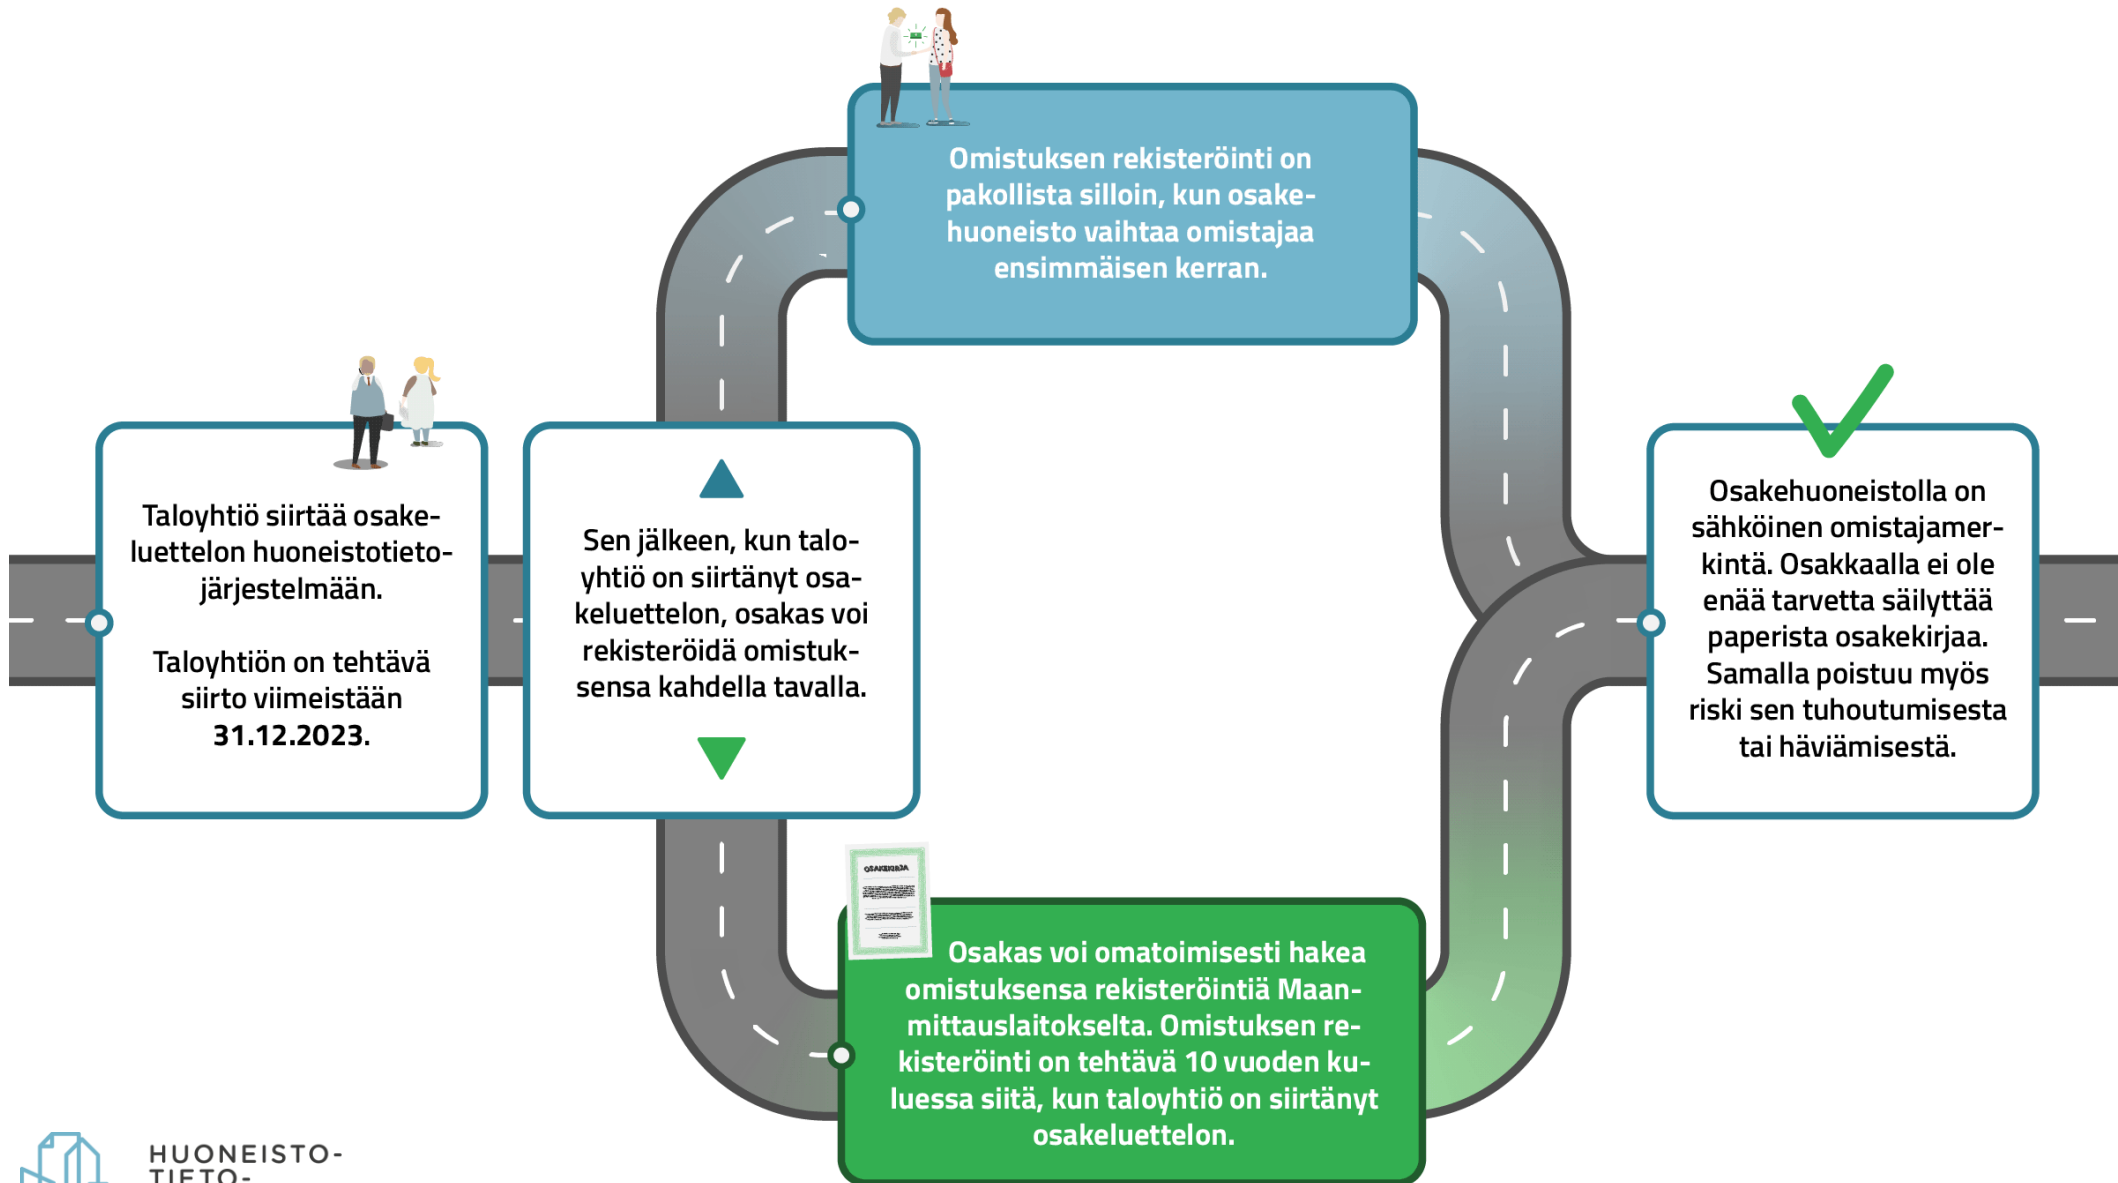 Omistuksen rekisteröinti on
pakollista silloin, kun osake-
huoneisto vaihtaa omistajaa
ensimmäisen kerran.
Taloyhtiö siirtää osake-
luettelon huoneistotieto-
järjestelmään.
Taloyhtiön on tehtävä
siirto viimeistään
31.12.2023.
Sen jälkeen, kun talo-
yhtiö on siirtänyt osa-
keluettelon, osakas voi
rekisteröidä omistuk-
sensa kahdella tavalla.
Osakehuoneistolla on
sähköinen omistajamer-
kintä. Osakkaalla ei ole
enää tarvetta säilyttää
paperista osakekirjaa.
Samalla poistuu myös
riski sen tuhoutumisesta
tai häviämisestä.
OSAKEKIRJA
Osakas voi omatoimisesti hakea
omistuksensa rekisteröintiä Maan-
mittauslaitokselta. Omistuksen re-
kisteröinti on tehtävä 10 vuoden ku-
luessa siitä, kun taloyhtiö on siirtänyt
osakeluettelon.
HUONEISTO-
TIETO-